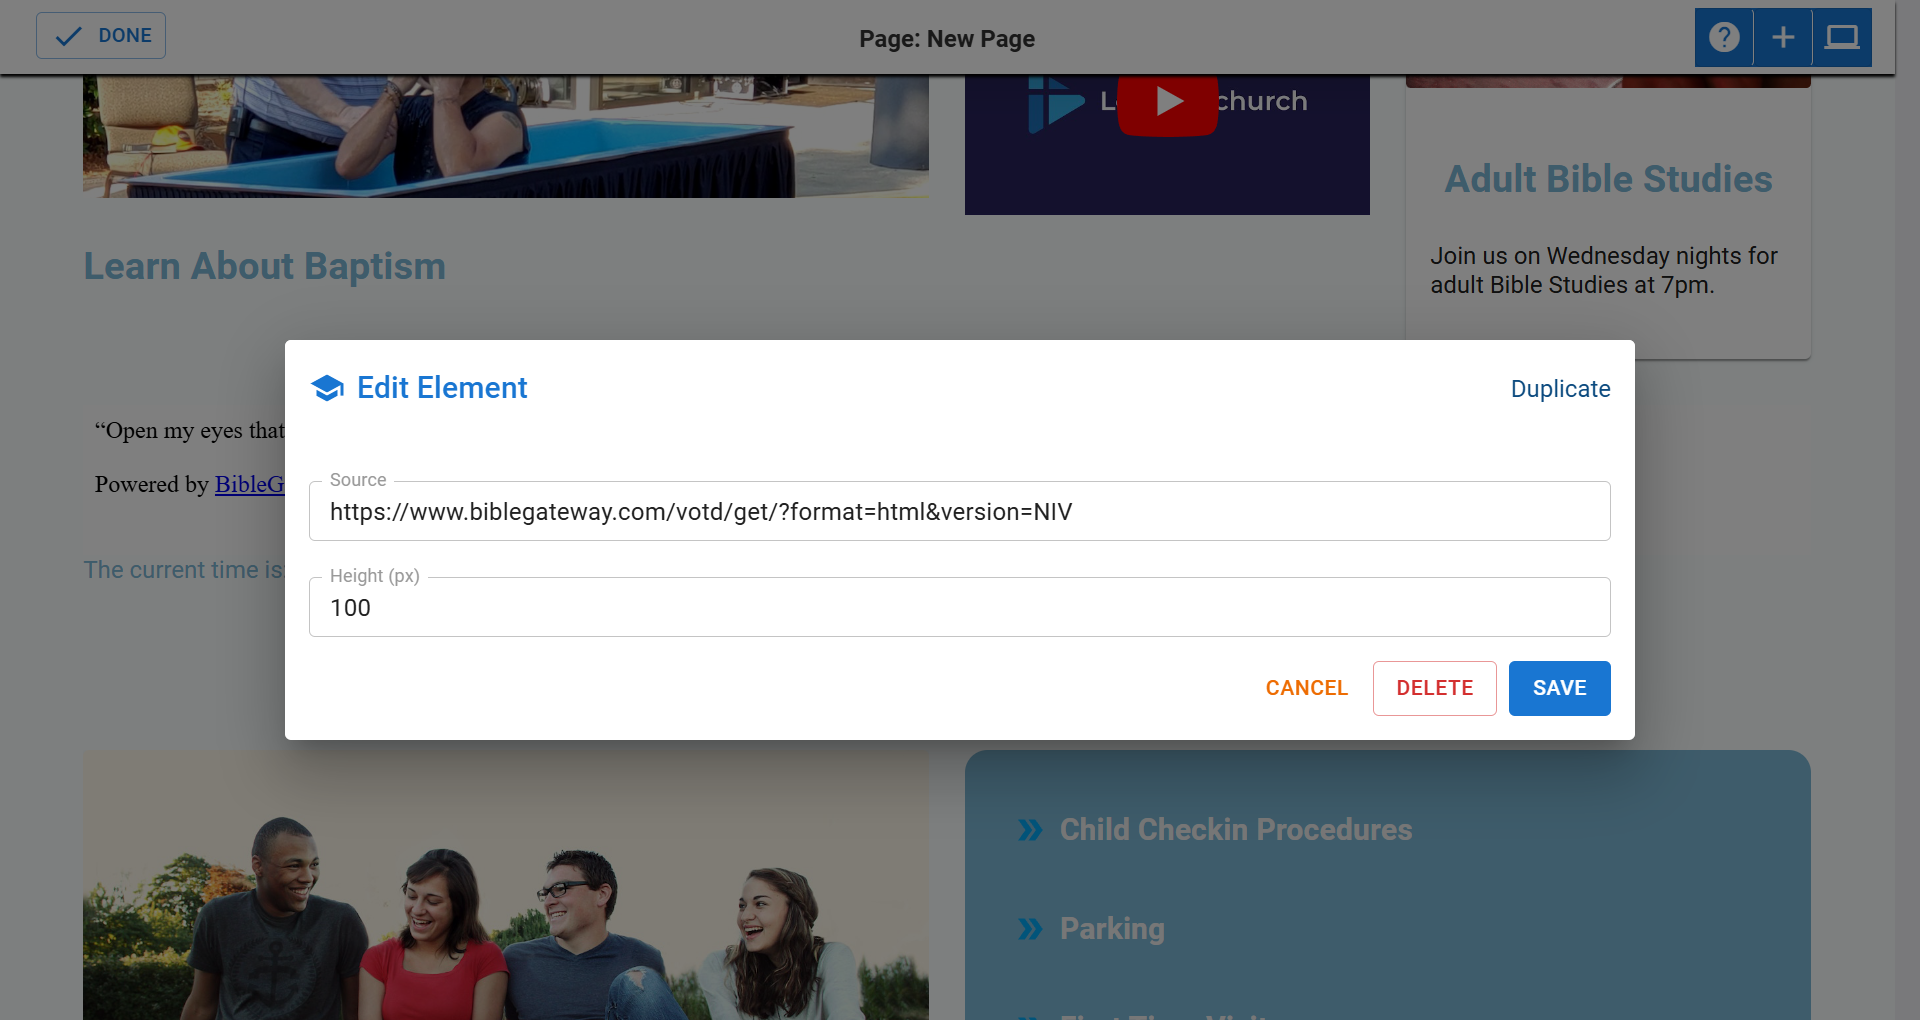 DONE
Page: New Page
church
Adult Bible Studies
Join us on Wednesday nights for
adult Bible Studies at 7pm.
Learn About Baptism
“Open my eyes that
Powered by BibleG
The current time is:
Edit Element
Duplicate
Source
https://www.biblegateway.com/votd/get/?format=html&version=NIV
Height (px)
100
CANCEL
DELETE
SAVE
Child Checkin Procedures
Parking